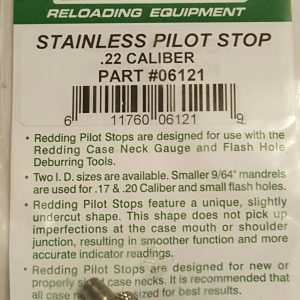 RELOADING EQUIPMENT
STAINLESS PILOT STOP
.22 CALIBER
PART #06121
6 11760 06121 9
• Redding Pilot Stops are designed for use with the
Redding Case Neck Gauge and Flash Hole
Deburring Tools.
• Two I. D. sizes are available. Smaller 9/64" mandrels
are used for .17 & .20 Caliber and small flash holes.
• Redding Pilot Stops feature a unique, slightly
undercut shape. This shape does not pick up
imperfections at the case mouth or shoulder
junction, resulting in smoother function and more
accurate indicator readings.
• Redding Pilot Stops are designed for new or
properly case necks. It is recommended that
all case for best results.